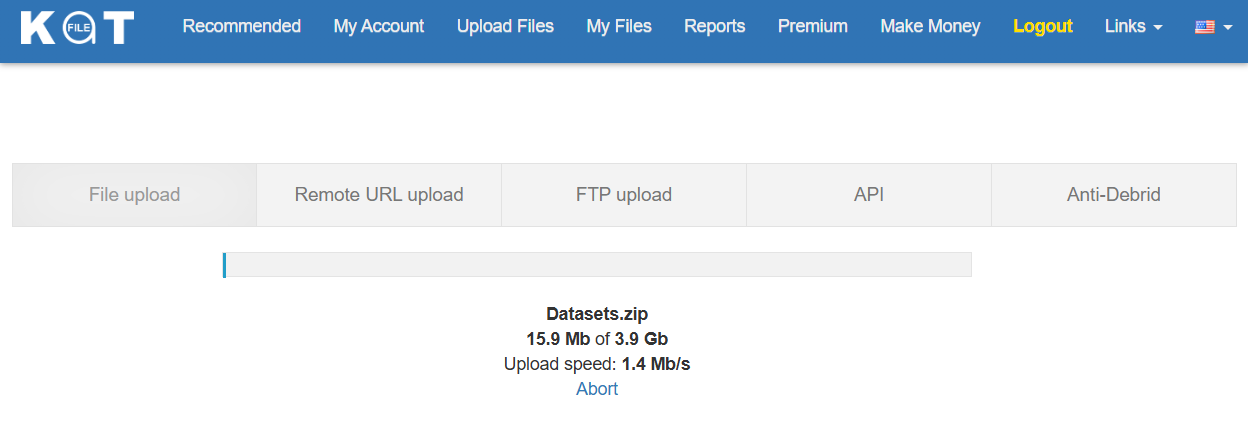 KaT FILE
Recommended My Account Upload Files My Files Reports Premium Make Money Logout Links
File upload Remote URL upload FTP upload API Anti-Debrid
Datasets.zip
15.9 Mb of 3.9 Gb
Upload speed: 1.4 Mb/s
Abort